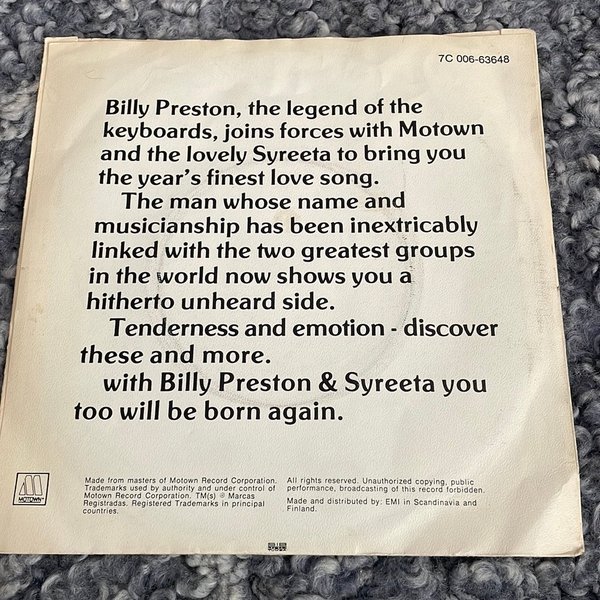 7C 006-63648
Billy Preston, the legend of the
keyboards, joins forces with Motown
and the lovely Syreeta to bring you
the year's finest love song.
The man whose name and
musicianship has been inextricably
linked with the two greatest groups
in the world now shows you a
hitherto unheard side.
Tenderness and emotion - discover
these and more.
with Billy Preston & Syreeta you
too will be born again.
MOTOWN
Made from masters of Motown Record Corporation.
Trademarks used by authority and under control of
Motown Record Corporation. TM(s) @ Marcas
Registradas. Registered Trademarks in principal
countries.
All rights reserved. Unauthorized copying, public
performance, broadcasting of this record forbidden.
Made and distributed by: EMI in Scandinavia and
Finland.